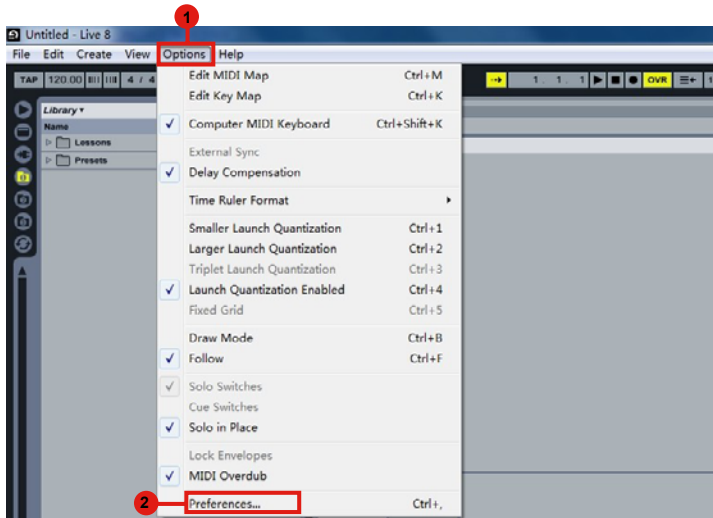 1
Untitled - Live 8
File Edit Create View Options Help
TAP 120.00 4 / 4 1. 1. 1 OVR
Library
Name
Lessons
Presets
Edit MIDI Map Ctrl+M
Edit Key Map Ctrl+K
Computer MIDI Keyboard Ctrl+Shift+K
External Sync
Delay Compensation
Time Ruler Format
Smaller Launch Quantization Ctrl+1
Larger Launch Quantization Ctrl+2
Triplet Launch Quantization Ctrl+3
Launch Quantization Enabled Ctrl+4
Fixed Grid Ctrl+5
Draw Mode Ctrl+B
Follow Ctrl+F
Solo Switches
Cue Switches
Solo in Place
Lock Envelopes
MIDI Overdub
2 Preferences... Ctrl+,